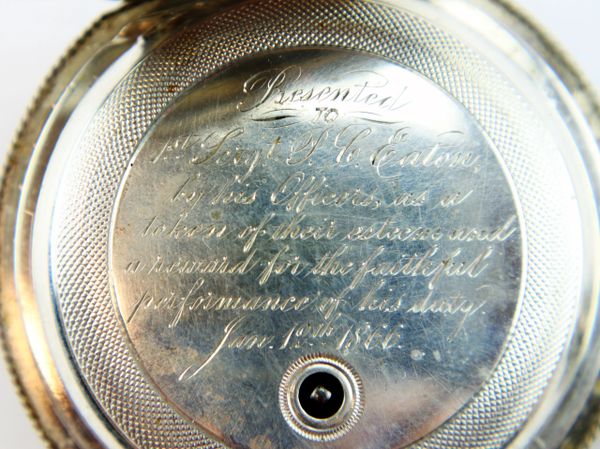 Presented
TO
1st Sergt S. C. Eaton,
by his Officers, as a
token of their esteem and
a reward for the faithful
performance of his duty.
Jan. 12th 1866